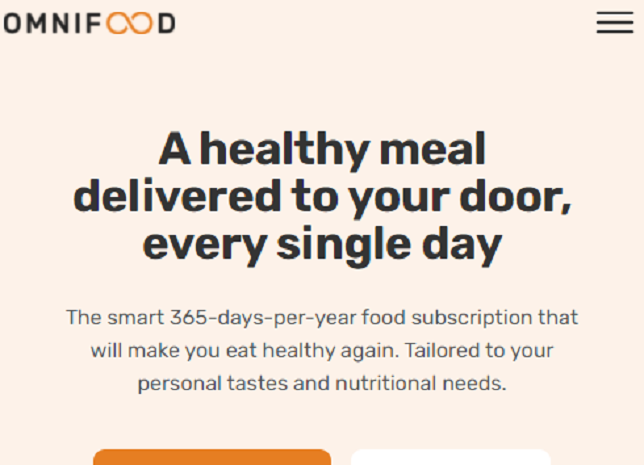 OMNIFOOD
A healthy meal
delivered to your door,
every single day
The smart 365-days-per-year food subscription that
will make you eat healthy again. Tailored to your
personal tastes and nutritional needs.